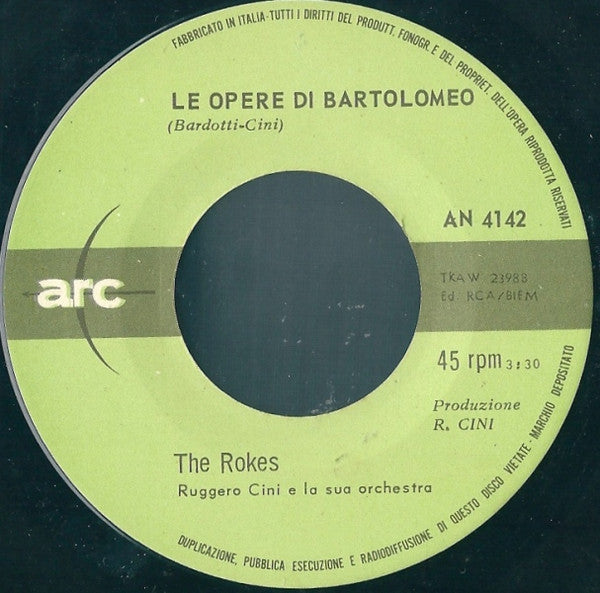 FABBRICATO IN ITALIA-TUTTI I DIRITTI DEL PRODUTT. FONOGR. E DEL PROPRIET. DELL'OPERA RIPRODOTTA RISERVATI
LE OPERE DI BARTOLOMEO
(Bardotti-Cini)
AN 4142
arc
TKAW 23988
Ed. RCA/BIEM
45 rpm 3:30
Produzione
R. CINI
The Rokes
Ruggero Cini e la sua orchestra
DUPLICAZIONE, PUBBLICA ESECUZIONE E RADIODIFFUSIONE DI QUESTO DISCO VIETATE - MARCHIO DEPOSITATO